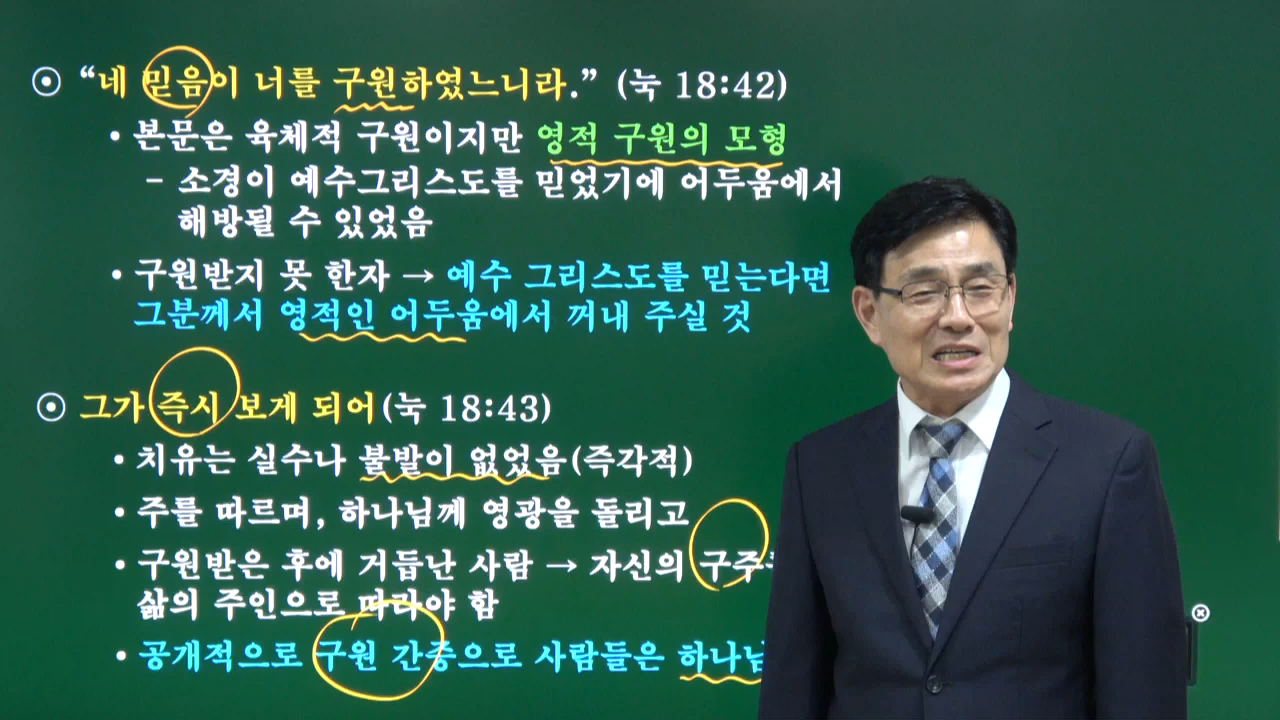 ⊙ “네 믿음이 너를 구원하였느니라.” (눅 18:42)
• 본문은 육체적 구원이지만 영적 구원의 모형
- 소경이 예수그리스도를 믿었기에 어두움에서
해방될 수 있었음
• 구원받지 못 한자 → 예수 그리스도를 믿는다면
그분께서 영적인 어두움에서 꺼내 주실 것
⊙ 그가 즉시 보게 되어(눅 18:43)
• 치유는 실수나 불발이 없었음(즉각적)
• 주를 따르며, 하나님께 영광을 돌리고
• 구원받은 후에 거듭난 사람 → 자신의 구주
삶의 주인으로 따라야 함
• 공개적으로 구원 간증으로 사람들은 하나님